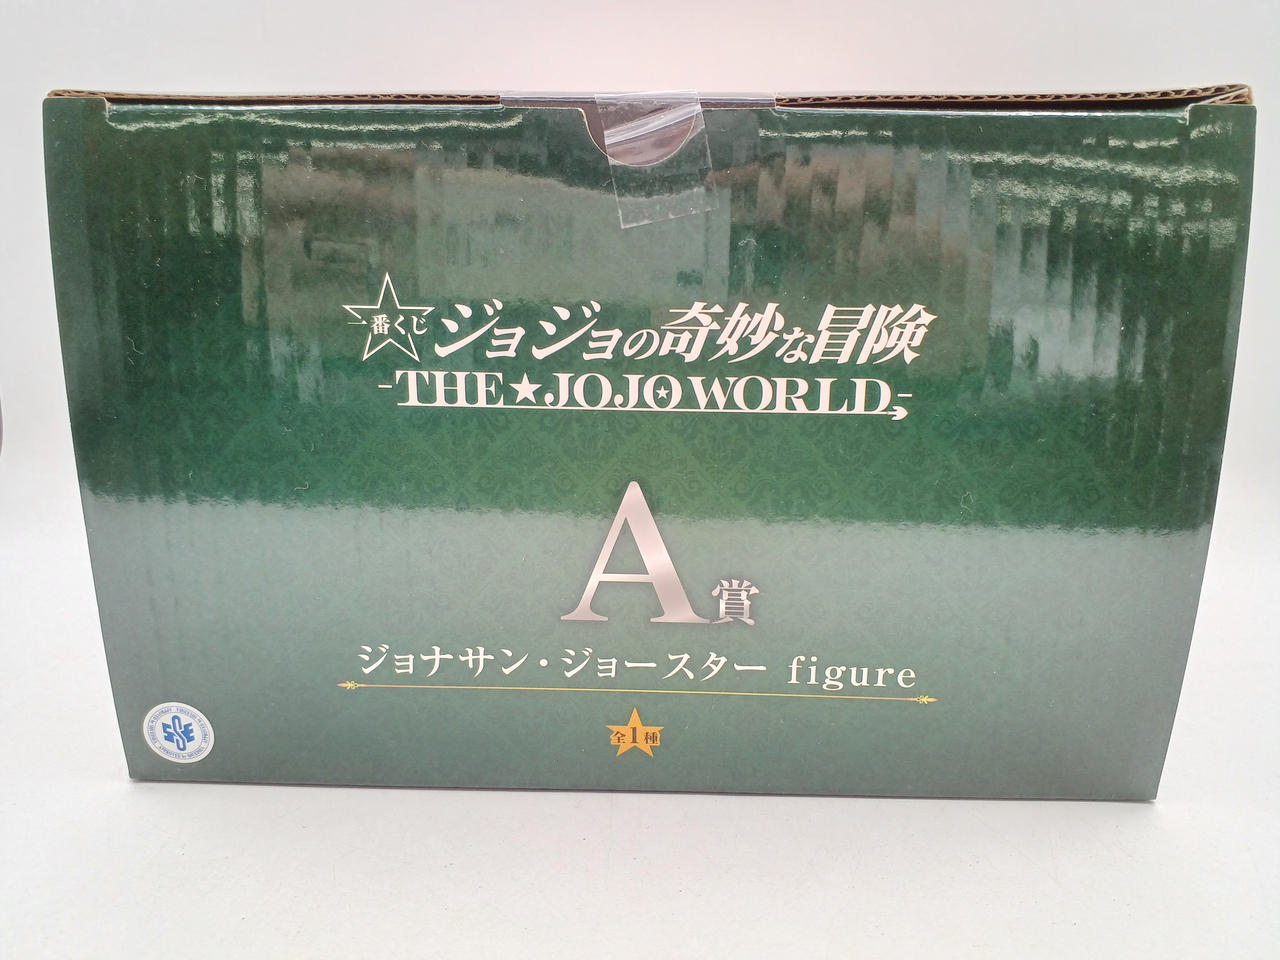 一番くじ
ジョジョの奇妙な冒険
-THE★JOJO WORLD-
A賞
ジョナサン・ジョースター figure
全1種